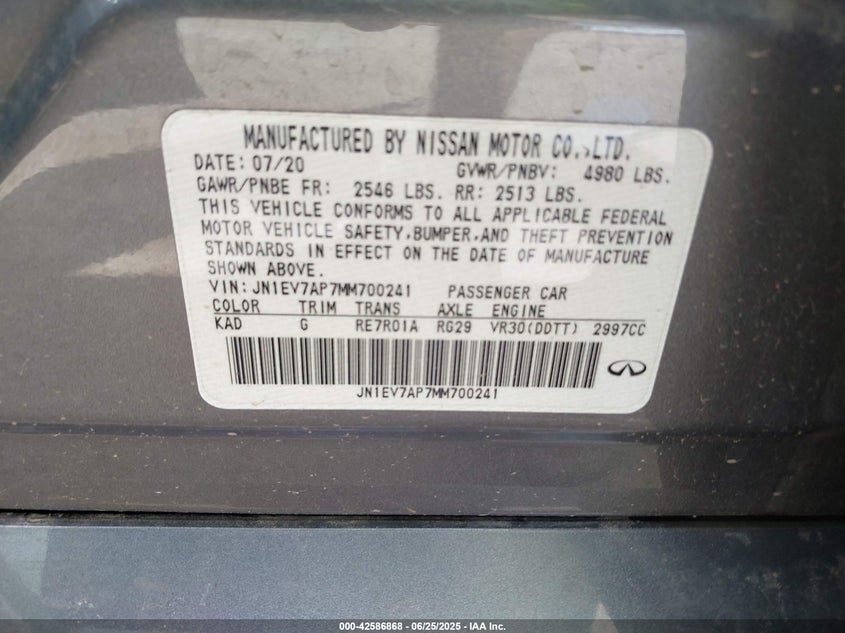 MANUFACTURED BY NISSAN MOTOR CO.,LTD.
DATE: 07/20 GVWR/PNBV: 4980 LBS.
GAWR/PNBE FR: 2546 LBS. RR: 2513 LBS.
THIS VEHICLE CONFORMS TO ALL APPLICABLE FEDERAL
MOTOR VEHICLE SAFETY,BUMPER,AND THEFT PREVENTION
STANDARDS IN EFFECT ON THE DATE OF MANUFACTURE
SHOWN ABOVE.
VIN: JN1EV7AP7MM700241 PASSENGER CAR
COLOR TRIM TRANS AXLE ENGINE
KAD G RE7R01A RG29 VR30(DDTT) 2997CC
JN1EV7AP7MM700241
000-42586868 - 06/25/2025 - IAA Inc.